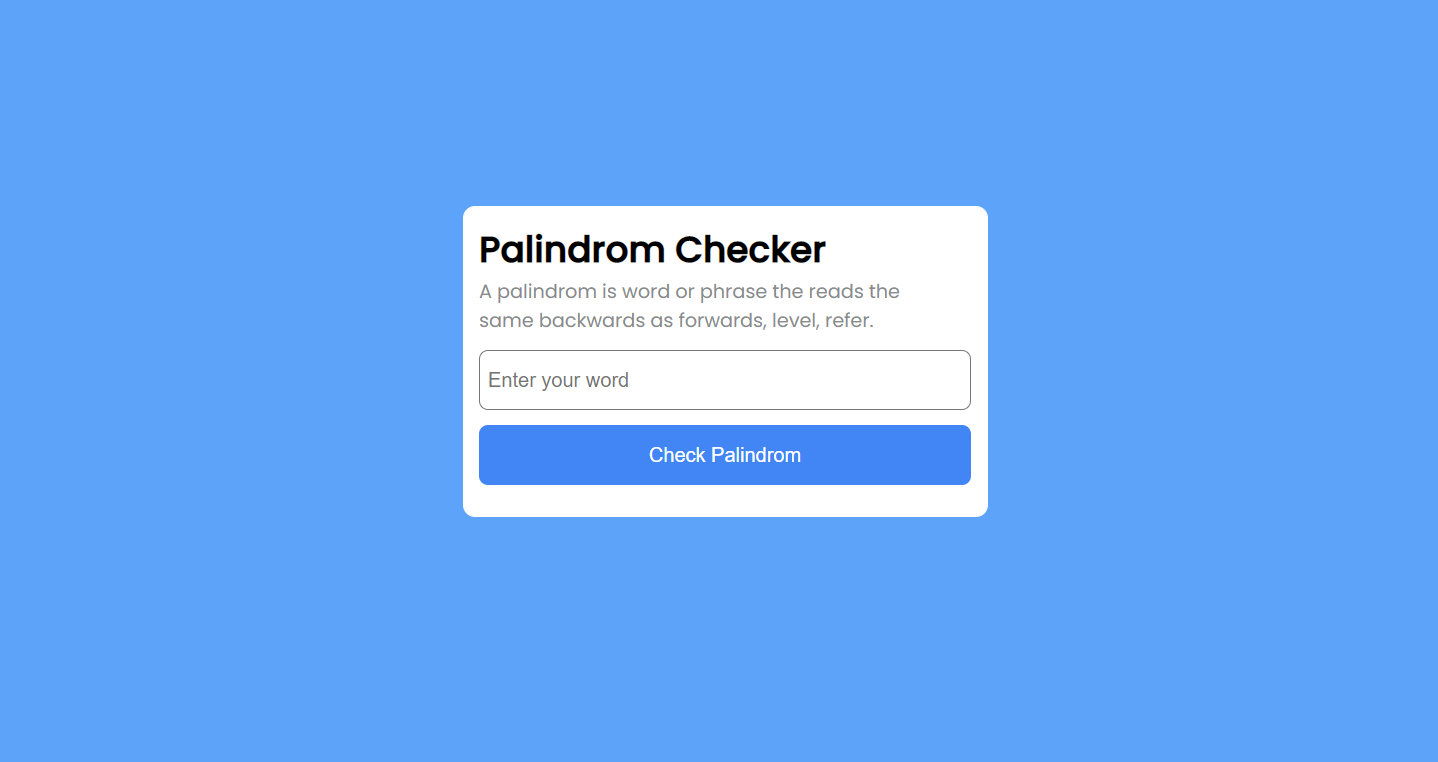 Palindrom Checker
A palindrom is word or phrase the reads the
same backwards as forwards, level, refer.
Enter your word
Check Palindrom